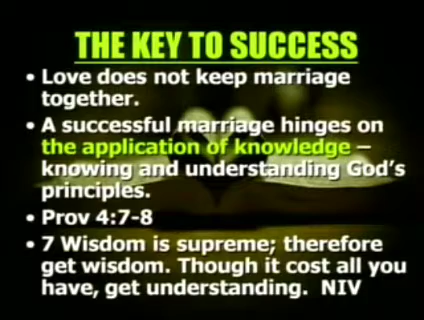 THE KEY TO SUCCESS
• Love does not keep marriage
together.
• A successful marriage hinges on
the application of knowledge –
knowing and understanding God's
principles.
• Prov 4:7-8
• 7 Wisdom is supreme; therefore
get wisdom. Though it cost all you
have, get understanding.  NIV